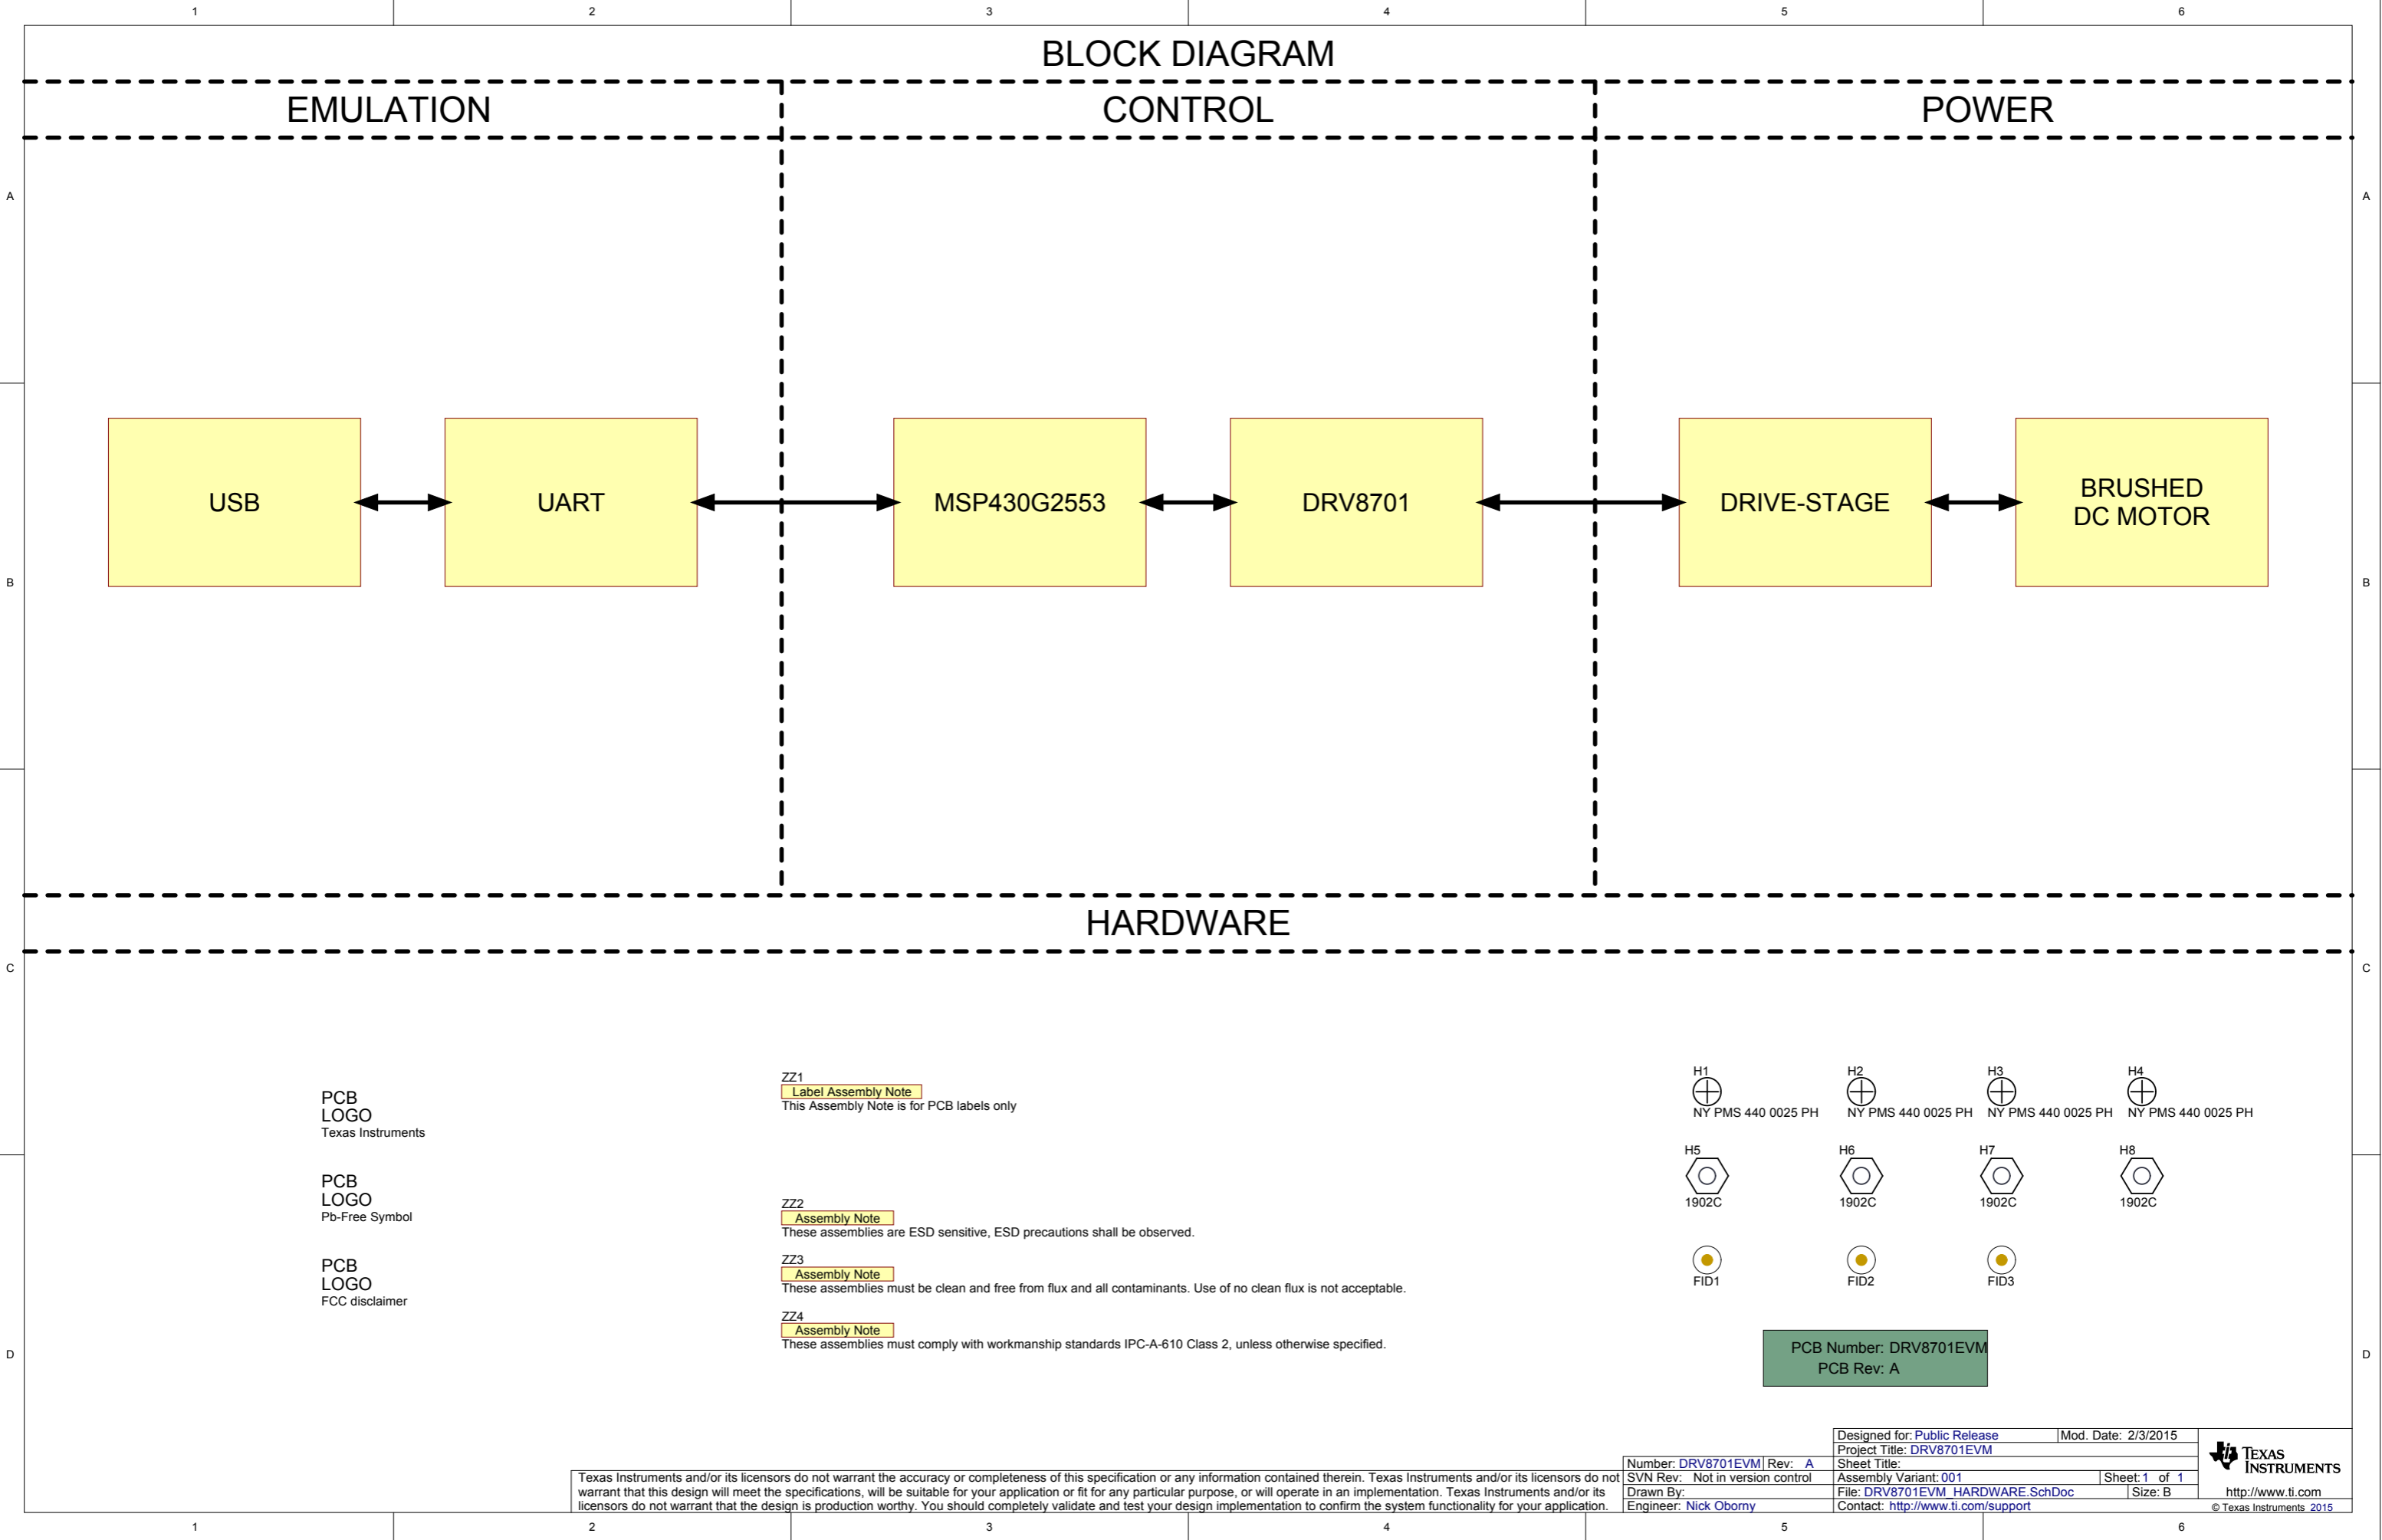 1 2 3 4 5 6
BLOCK DIAGRAM
EMULATION CONTROL POWER
A A
USB UART MSP430G2553 DRV8701 DRIVE-STAGE BRUSHED
DC MOTOR
B B
HARDWARE
C C
PCB
LOGO
Texas Instruments
PCB
LOGO
Pb-Free Symbol
PCB
LOGO
FCC disclaimer
ZZ1
Label Assembly Note
This Assembly Note is for PCB labels only
ZZ2
Assembly Note
These assemblies are ESD sensitive, ESD precautions shall be observed.
ZZ3
Assembly Note
These assemblies must be clean and free from flux and all contaminants. Use of no clean flux is not acceptable.
ZZ4
Assembly Note
These assemblies must comply with workmanship standards IPC-A-610 Class 2, unless otherwise specified.
H1 H2 H3 H4
NY PMS 440 0025 PH NY PMS 440 0025 PH NY PMS 440 0025 PH NY PMS 440 0025 PH
H5 H6 H7 H8
1902C 1902C 1902C 1902C
FID1 FID2 FID3
D D
PCB Number: DRV8701EVM
PCB Rev: A
Texas Instruments and/or its licensors do not warrant the accuracy or completeness of this specification or any information contained therein. Texas Instruments and/or its licensors do not
warrant that this design will meet the specifications, will be suitable for your application or fit for any particular purpose, or will operate in an implementation. Texas Instruments and/or its
licensors do not warrant that the design is production worthy. You should completely validate and test your design implementation to confirm the system functionality for your application.
Number: DRV8701EVM Rev: A
SVN Rev: Not in version control
Drawn By:
Engineer: Nick Oborny
Designed for: Public Release Mod. Date: 2/3/2015
Project Title: DRV8701EVM
Sheet Title:
Assembly Variant: 001 Sheet: 1 of 1
File: DRV8701EVM_HARDWARE.SchDoc Size: B
Contact: http://www.ti.com/support
TEXAS
INSTRUMENTS
http://www.ti.com
© Texas Instruments 2015
1 2 3 4 5 6